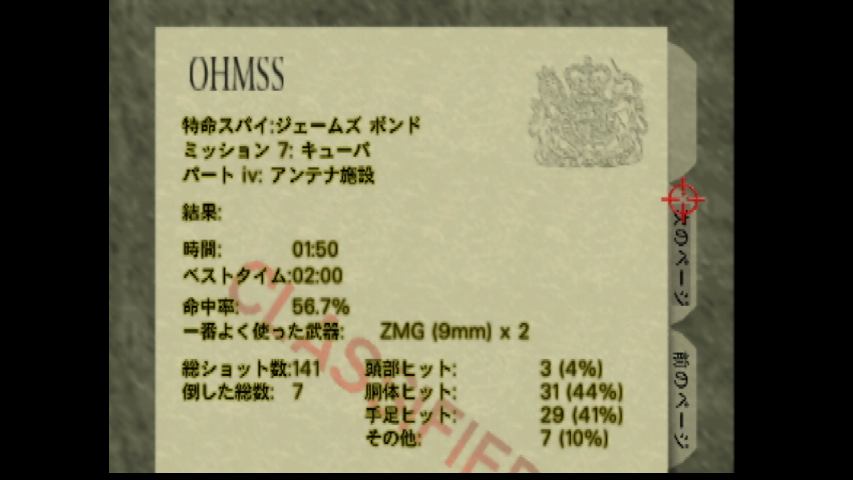 OHMSS
特命スパイ:ジェームズ ボンド
ミッション 7: キューバ
パート iv: アンテナ施設
結果:
時間: 01:50
ベストタイム:02:00
命中率: 56.7%
一番よく使った武器: ZMG (9mm) x 2
総ショット数:141 頭部ヒット: 3 (4%)
倒した総数: 7 胴体ヒット: 31 (44%)
手足ヒット: 29 (41%)
その他: 7 (10%)
CLASSIFIED
次のページ
前のページ